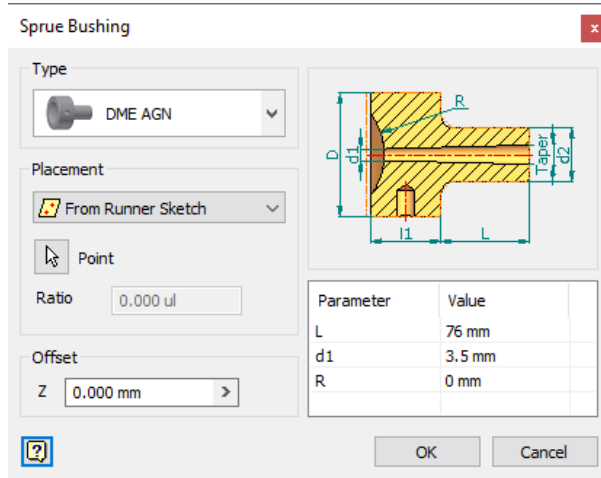 Sprue Bushing
x
Type
DME AGN
Placement
From Runner Sketch
Point
Ratio
0.000 ul
Offset
Z
0.000 mm
>
R
D
d1
Taper
d2
l1
L
Parameter Value
L 76 mm
d1 3.5 mm
R 0 mm
?
OK
Cancel